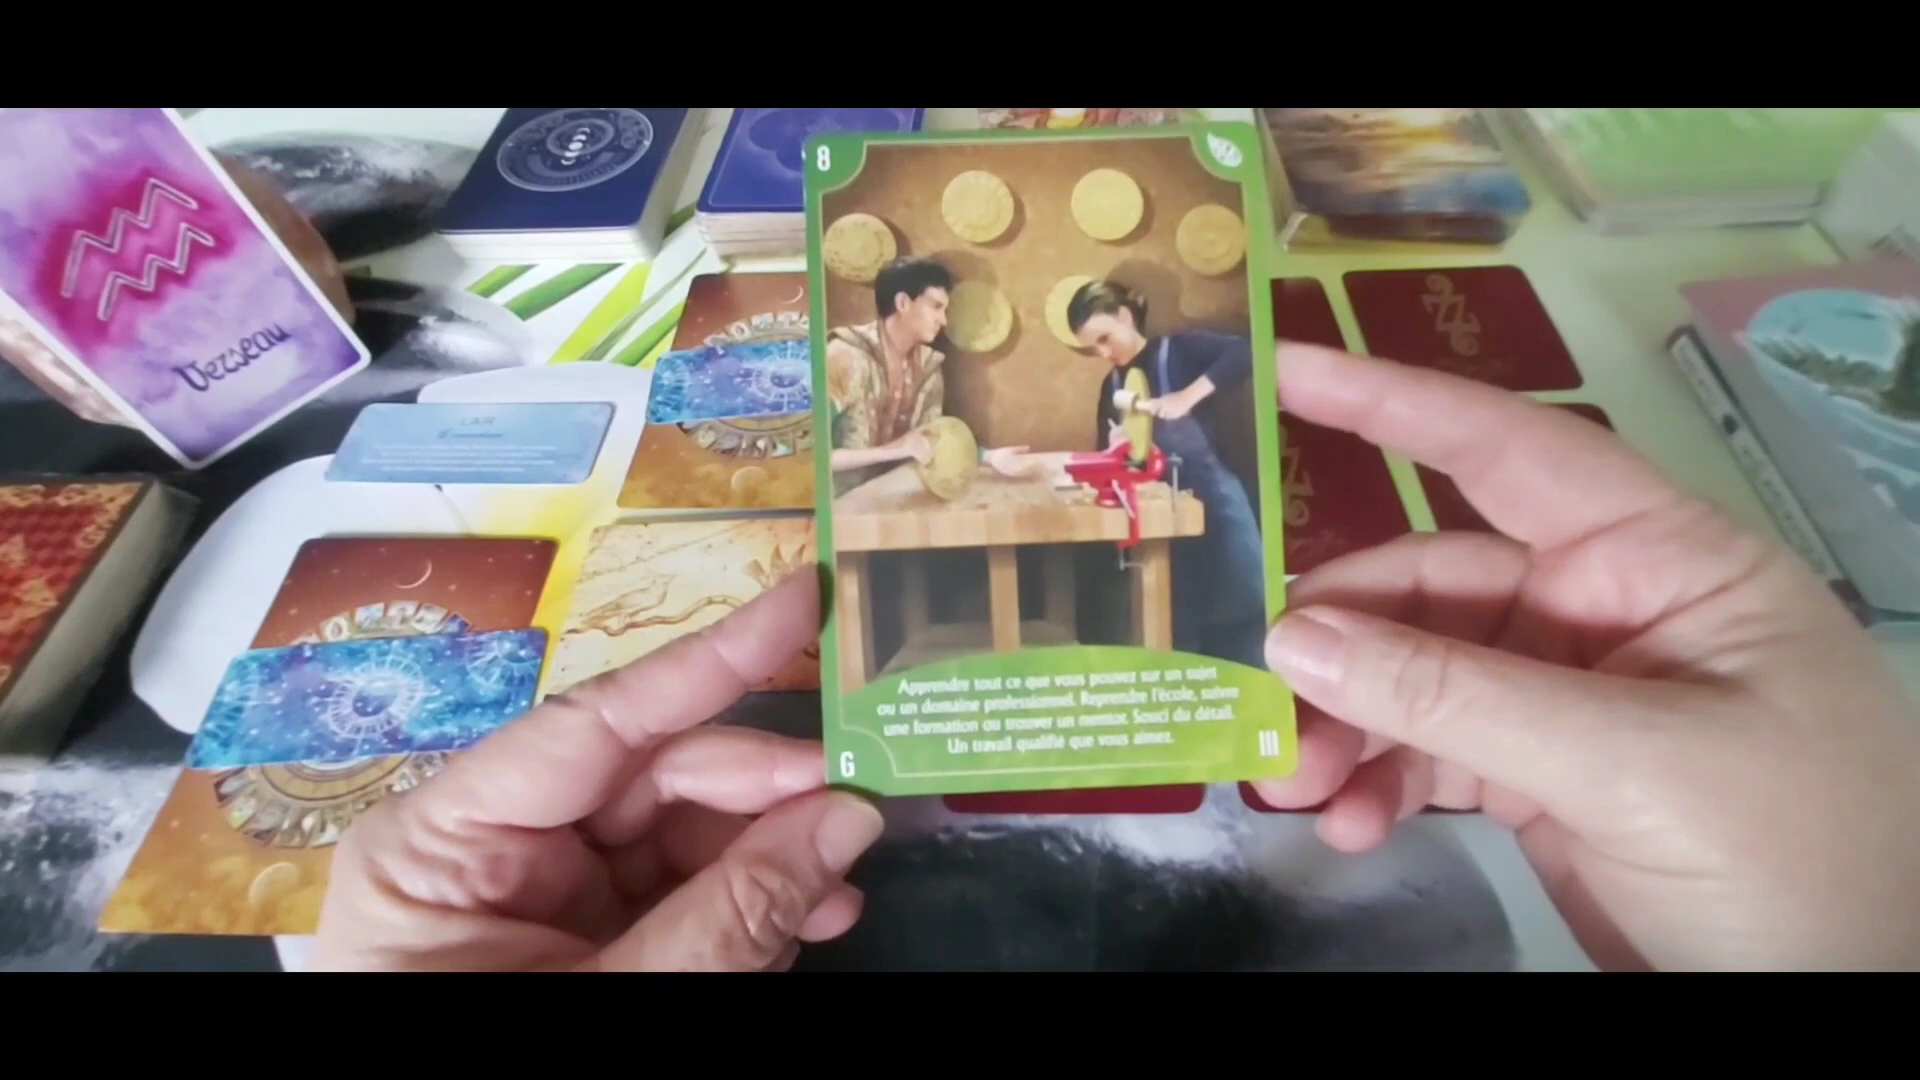 Verseau
L'AIR
8
Apprendre tout ce que vous pouvez sur un sujet
ou un domaine professionnel. Reprendre l'école, suivre
une formation ou trouver un mentor. Souci du détail.
Un travail qualifié que vous aimez.
G
III